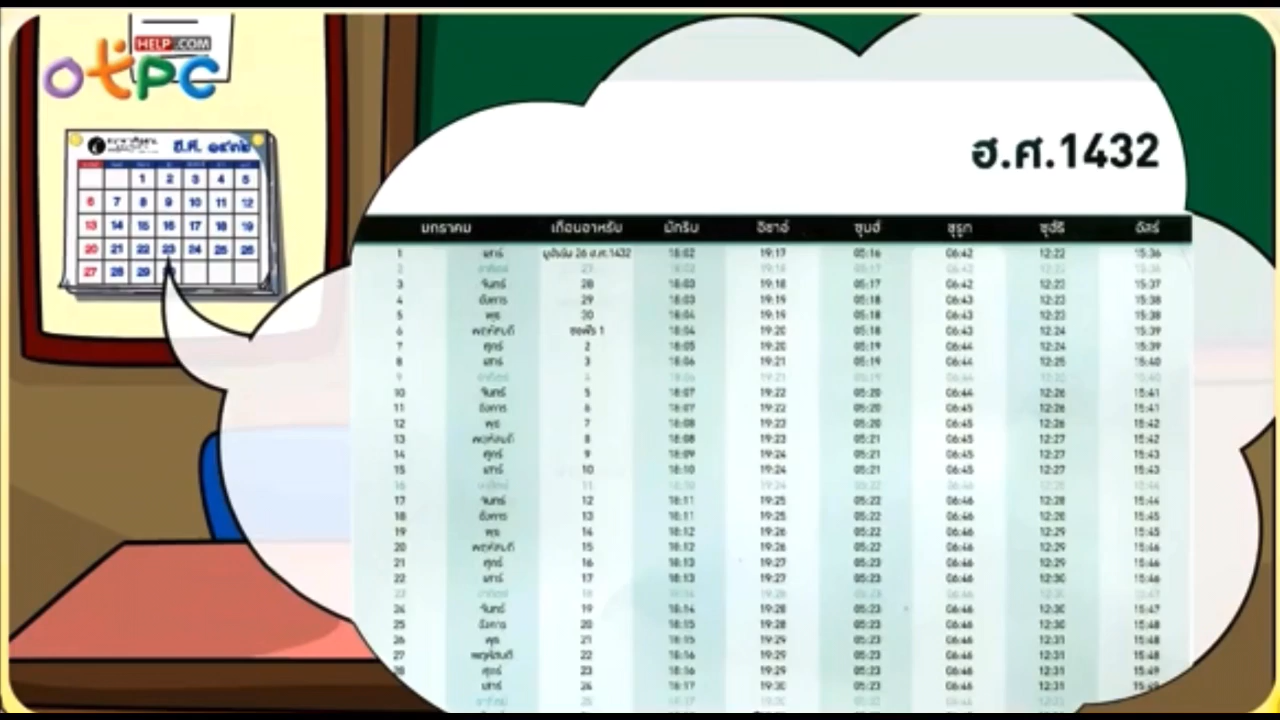 HELP .COM
otPC
ฮ.ศ. ๑๔๓๒
1 2 3 4 5
6 7 8 9 10 11 12
13 14 15 16 17 18 19
20 21 22 23 24 25 26
27 28 29
ฮ.ศ.1432
มกราคม เดือนอาหรับ มักริบ อิชาอ์ ซุบฮ์ ชุรูก ซุฮ์ริ อัสร์
1 เสาร์ มูฮัรรอม 26 ฮ.ศ.1432 18:02 19:17 05:16 06:42 12:22 15:36
3 จันทร์ 28 18:03 19:18 05:17 06:42 12:23 15:37
4 อังคาร 29 18:03 19:19 05:18 06:43 12:23 15:38
5 พุธ 30 18:04 19:19 05:18 06:43 12:23 15:38
6 พฤหัสบดี ซอฟัร 1 18:04 19:20 05:18 06:43 12:24 15:39
7 ศุกร์ 2 18:05 19:20 05:19 06:44 12:24 15:39
8 เสาร์ 3 18:06 19:21 05:19 06:44 12:25 15:40
10 จันทร์ 5 18:07 19:22 05:20 06:44 12:26 15:41
11 อังคาร 6 18:07 19:22 05:20 06:45 12:26 15:41
12 พุธ 7 18:08 19:23 05:20 06:45 12:26 15:42
13 พฤหัสบดี 8 18:08 19:23 05:21 06:45 12:27 15:42
14 ศุกร์ 9 18:09 19:24 05:21 06:45 12:27 15:43
15 เสาร์ 10 18:10 19:24 05:21 06:45 12:27 15:43
17 จันทร์ 12 18:11 19:25 05:22 06:46 12:28 15:44
18 อังคาร 13 18:11 19:25 05:22 06:46 12:28 15:45
19 พุธ 14 18:12 19:26 05:22 06:46 12:29 15:45
20 พฤหัสบดี 15 18:12 19:26 05:22 06:46 12:29 15:46
21 ศุกร์ 16 18:13 19:27 05:23 06:46 12:29 15:46
22 เสาร์ 17 18:13 19:27 05:23 06:46 12:30 15:46
24 จันทร์ 19 18:14 19:28 05:23 06:46 12:30 15:47
25 อังคาร 20 18:15 19:28 05:23 06:46 12:30 15:48
26 พุธ 21 18:15 19:29 05:23 06:46 12:31 15:48
27 พฤหัสบดี 22 18:16 19:29 05:23 06:46 12:31 15:48
28 ศุกร์ 23 18:16 19:29 05:23 06:46 12:31 15:49
เสาร์ 24 18:17 19:30 05:23 06:46 12:31 15:49